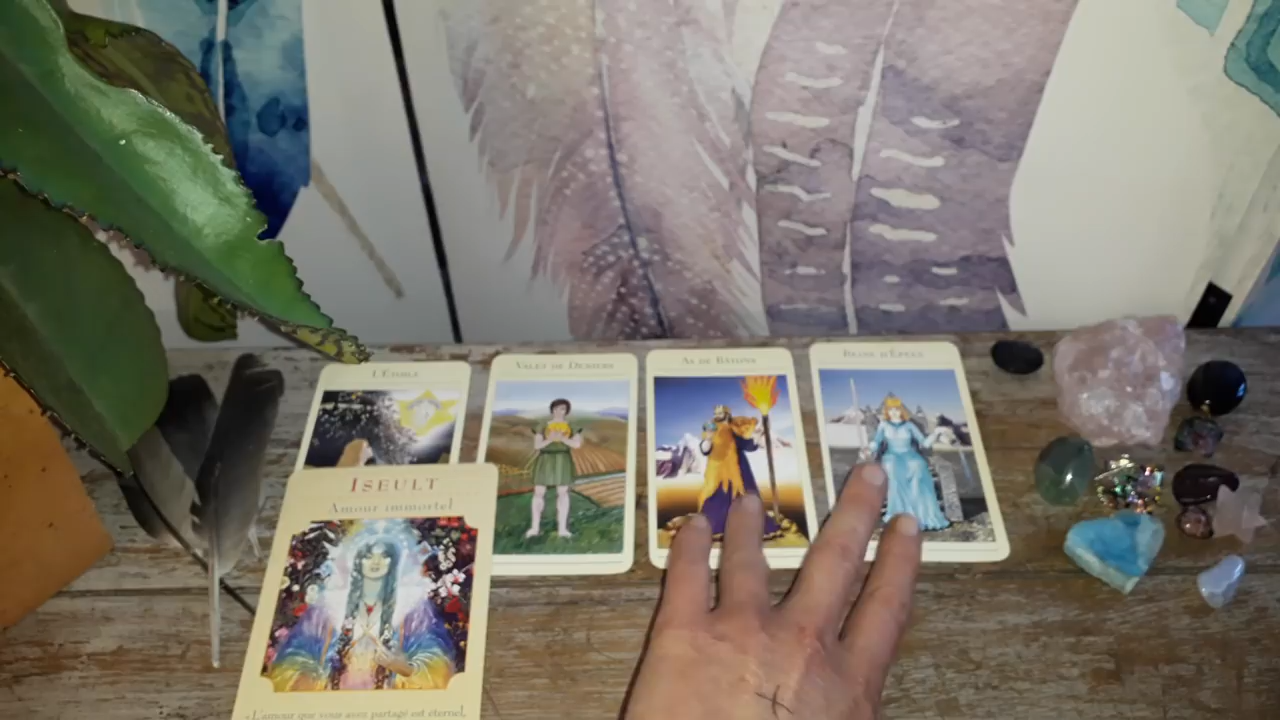 L'ÉTOILE
VALET DE DENIERS
AS DE BÂTONS
REINE D'ÉPÉES
ISEULT
Amour immortel
L'amour que vous avez partagé est éternel,